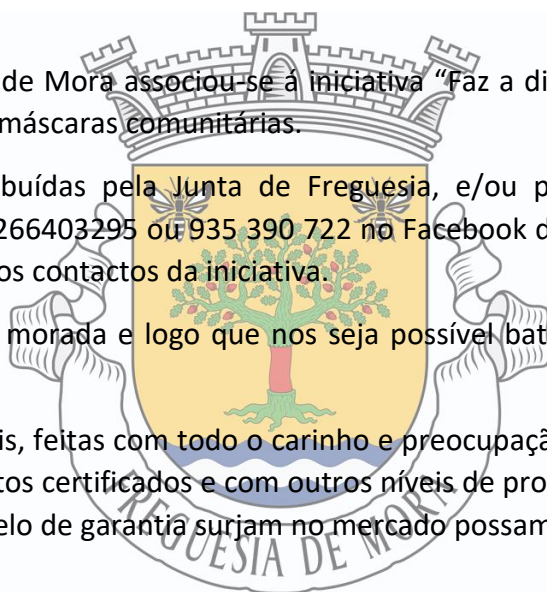 de Mora associou-se á iniciativa “Faz a di
máscaras comunitárias.
ibuídas pela Junta de Freguesia, e/ou p
266403295 ou 935 390 722 no Facebook d
os contactos da iniciativa.
morada e logo que nos seja possível bat
is, feitas com todo o carinho e preocupaçã
tos certificados e com outros níveis de pro
elo de garantia surjam no mercado possam
FREGUESIA DE MORA